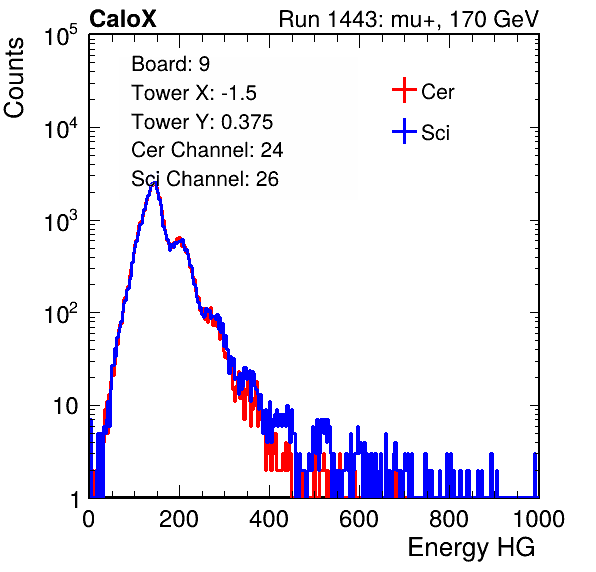 CaloX Run 1443: mu+, 170 GeV
Counts
10^5
10^4
10^3
10^2
10
1
Board: 9
Tower X: -1.5
Tower Y: 0.375
Cer Channel: 24
Sci Channel: 26
Cer
Sci
0 200 400 600 800 1000
Energy HG